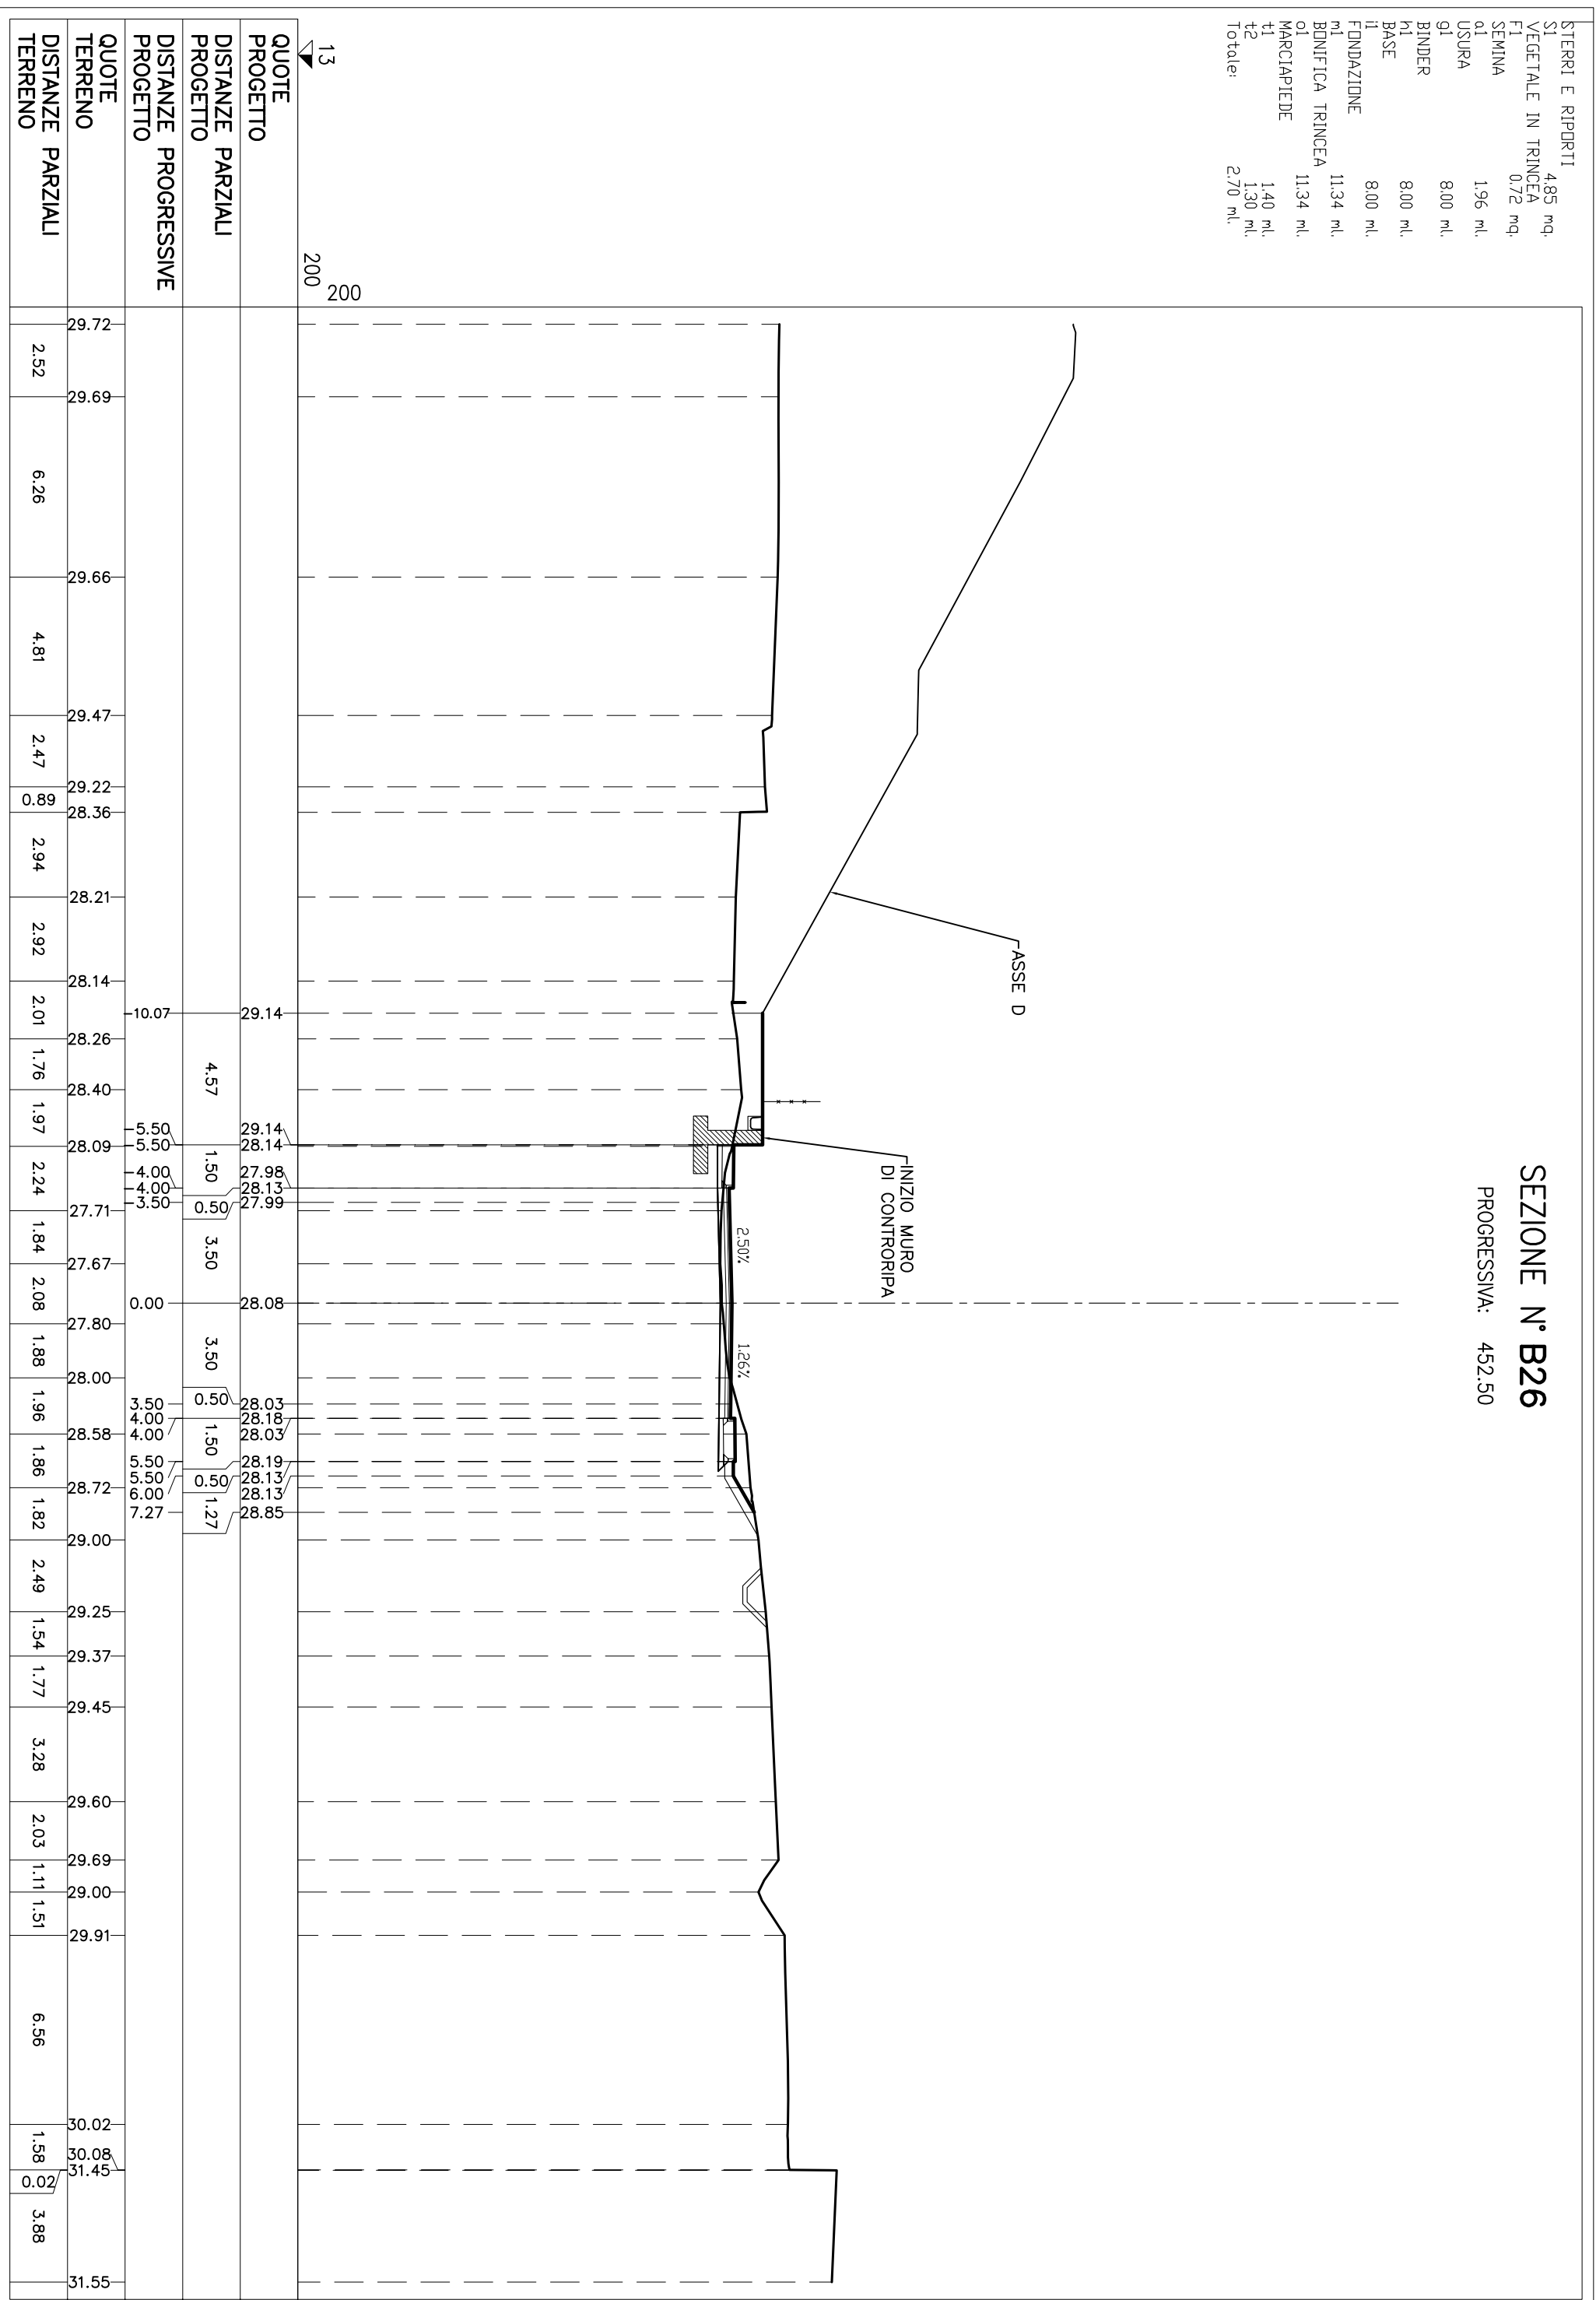 STERRI E RIPORTI
S1 4.85 mq.
VEGETALE IN TRINCEA
F1 0.72 mq.
SEMINA
a1 1.96 ml.
USURA
g1 8.00 ml.
BINDER
h1 8.00 ml.
BASE
i1 8.00 ml.
FONDAZIONE
m1 11.34 ml.
BONIFICA TRINCEA
o1 11.34 ml.
MARCIAPIEDE
t1 1.40 ml.
t2 1.30 ml.
Totale: 2.70 ml.
SEZIONE N° B26
PROGRESSIVA: 452.50
ASSE D
INIZIO MURO
DI CONTRORIPA
2.50% 1.26%
200
200
13
QUOTE
PROGETTO
29.14 29.14 28.14 27.98 28.13 27.99 28.08 28.03 28.18 28.03 28.19 28.13 28.13 28.85
DISTANZE PARZIALI
PROGETTO
4.57 1.50 0.50 3.50 3.50 0.50 1.50 0.50 1.27
DISTANZE PROGRESSIVE
PROGETTO
-10.07 -5.50 -5.50 -4.00 -4.00 -3.50 0.00 3.50 4.00 4.00 5.50 5.50 6.00 7.27
QUOTE
TERRENO
29.72 29.69 29.66 29.47 29.22 28.36 28.21 28.14 28.26 28.40 28.09 27.71 27.67 27.80 28.00 28.58 28.72 29.00 29.25 29.37 29.45 29.60 29.69 29.00 29.91 30.02 30.08 31.45 31.55
DISTANZE PARZIALI
TERRENO
2.52 6.26 4.81 2.47 0.89 2.94 2.92 2.01 1.76 1.97 2.24 1.84 2.08 1.88 1.96 1.86 1.82 2.49 1.54 1.77 3.28 2.03 1.11 1.51 6.56 1.58 0.02 3.88